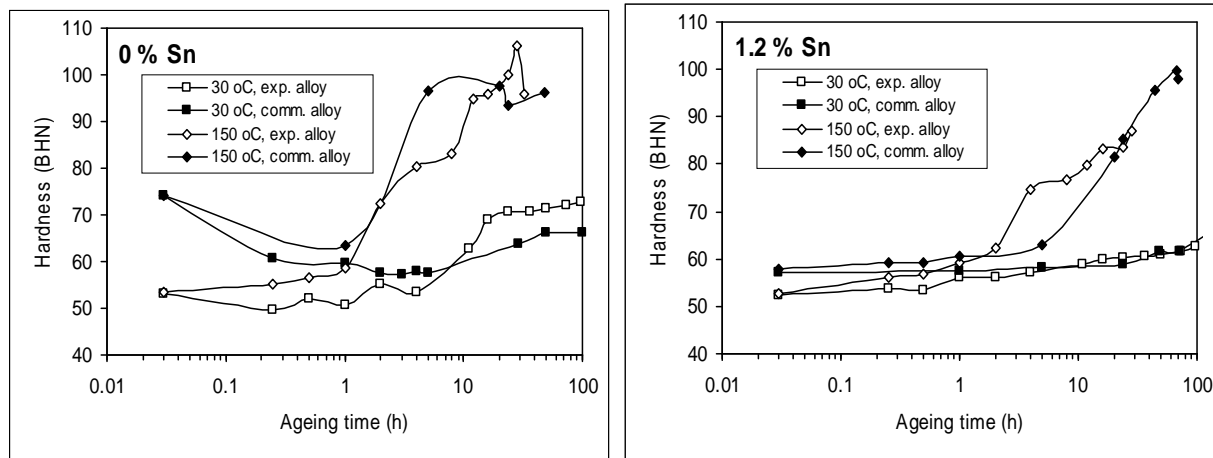 0 % Sn
30 oC, exp. alloy
30 oC, comm. alloy
150 oC, exp. alloy
150 oC, comm. alloy
Hardness (BHN)
110
100
90
80
70
60
50
40
0.01 0.1 1 10 100
Ageing time (h)
1.2 % Sn
30 oC, exp. alloy
30 oC, comm. alloy
150 oC, exp. alloy
150 oC, comm. alloy
Hardness (BHN)
110
100
90
80
70
60
50
40
0.01 0.1 1 10 100
Ageing time (h)